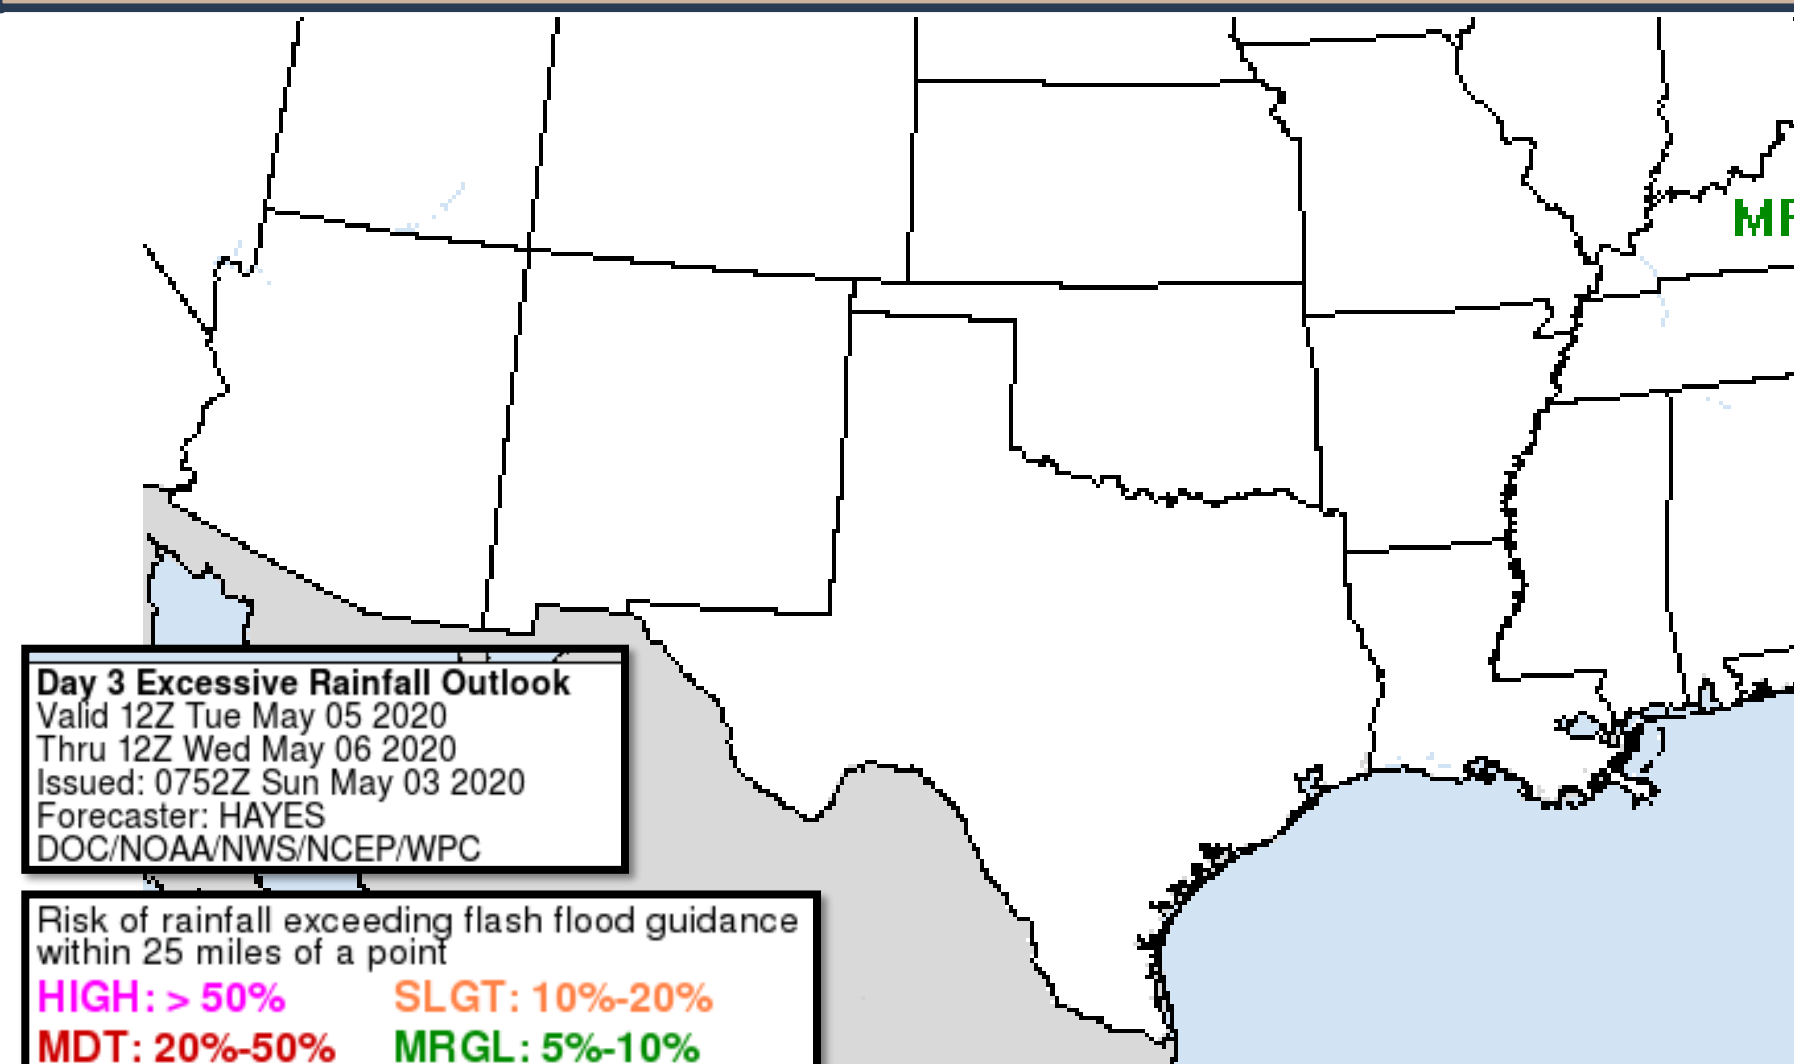 MR
Day 3 Excessive Rainfall Outlook
Valid 12Z Tue May 05 2020
Thru 12Z Wed May 06 2020
Issued: 0752Z Sun May 03 2020
Forecaster: HAYES
DOC/NOAA/NWS/NCEP/WPC
Risk of rainfall exceeding flash flood guidance
within 25 miles of a point
HIGH: > 50% SLGT: 10%-20%
MDT: 20%-50% MRGL: 5%-10%